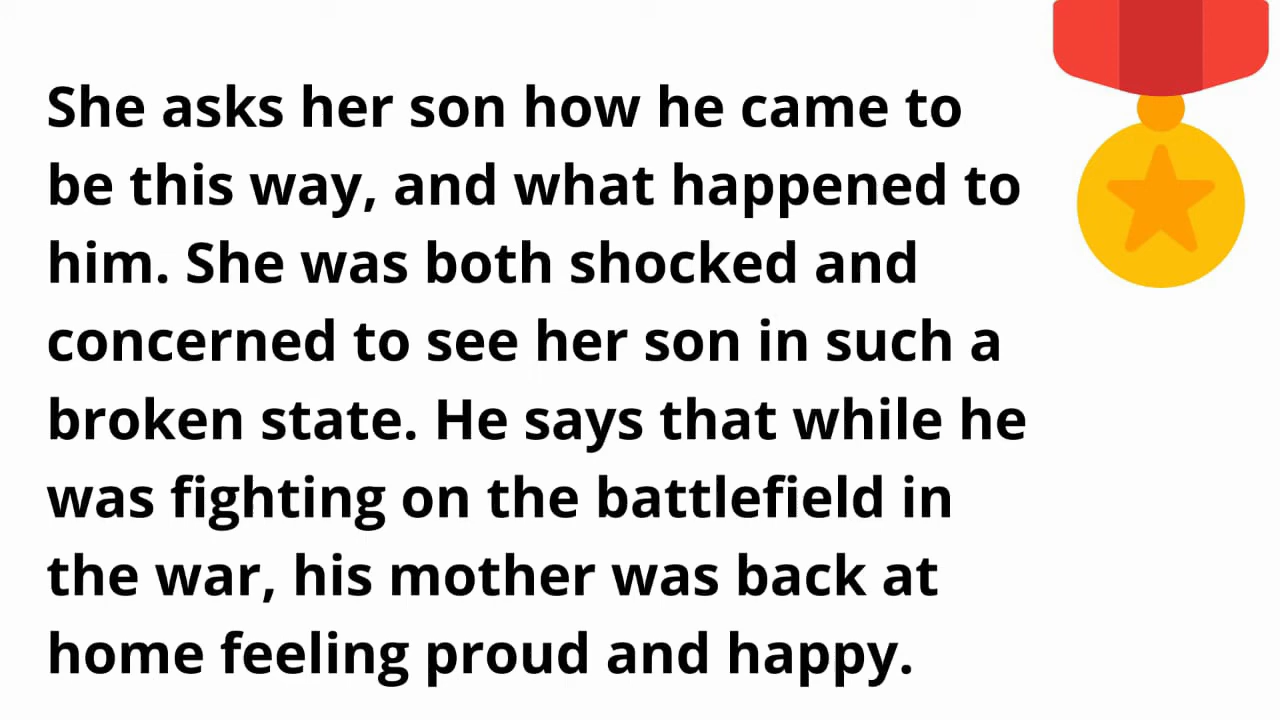 She asks her son how he came to
be this way, and what happened to
him. She was both shocked and
concerned to see her son in such a
broken state. He says that while he
was fighting on the battlefield in
the war, his mother was back at
home feeling proud and happy.